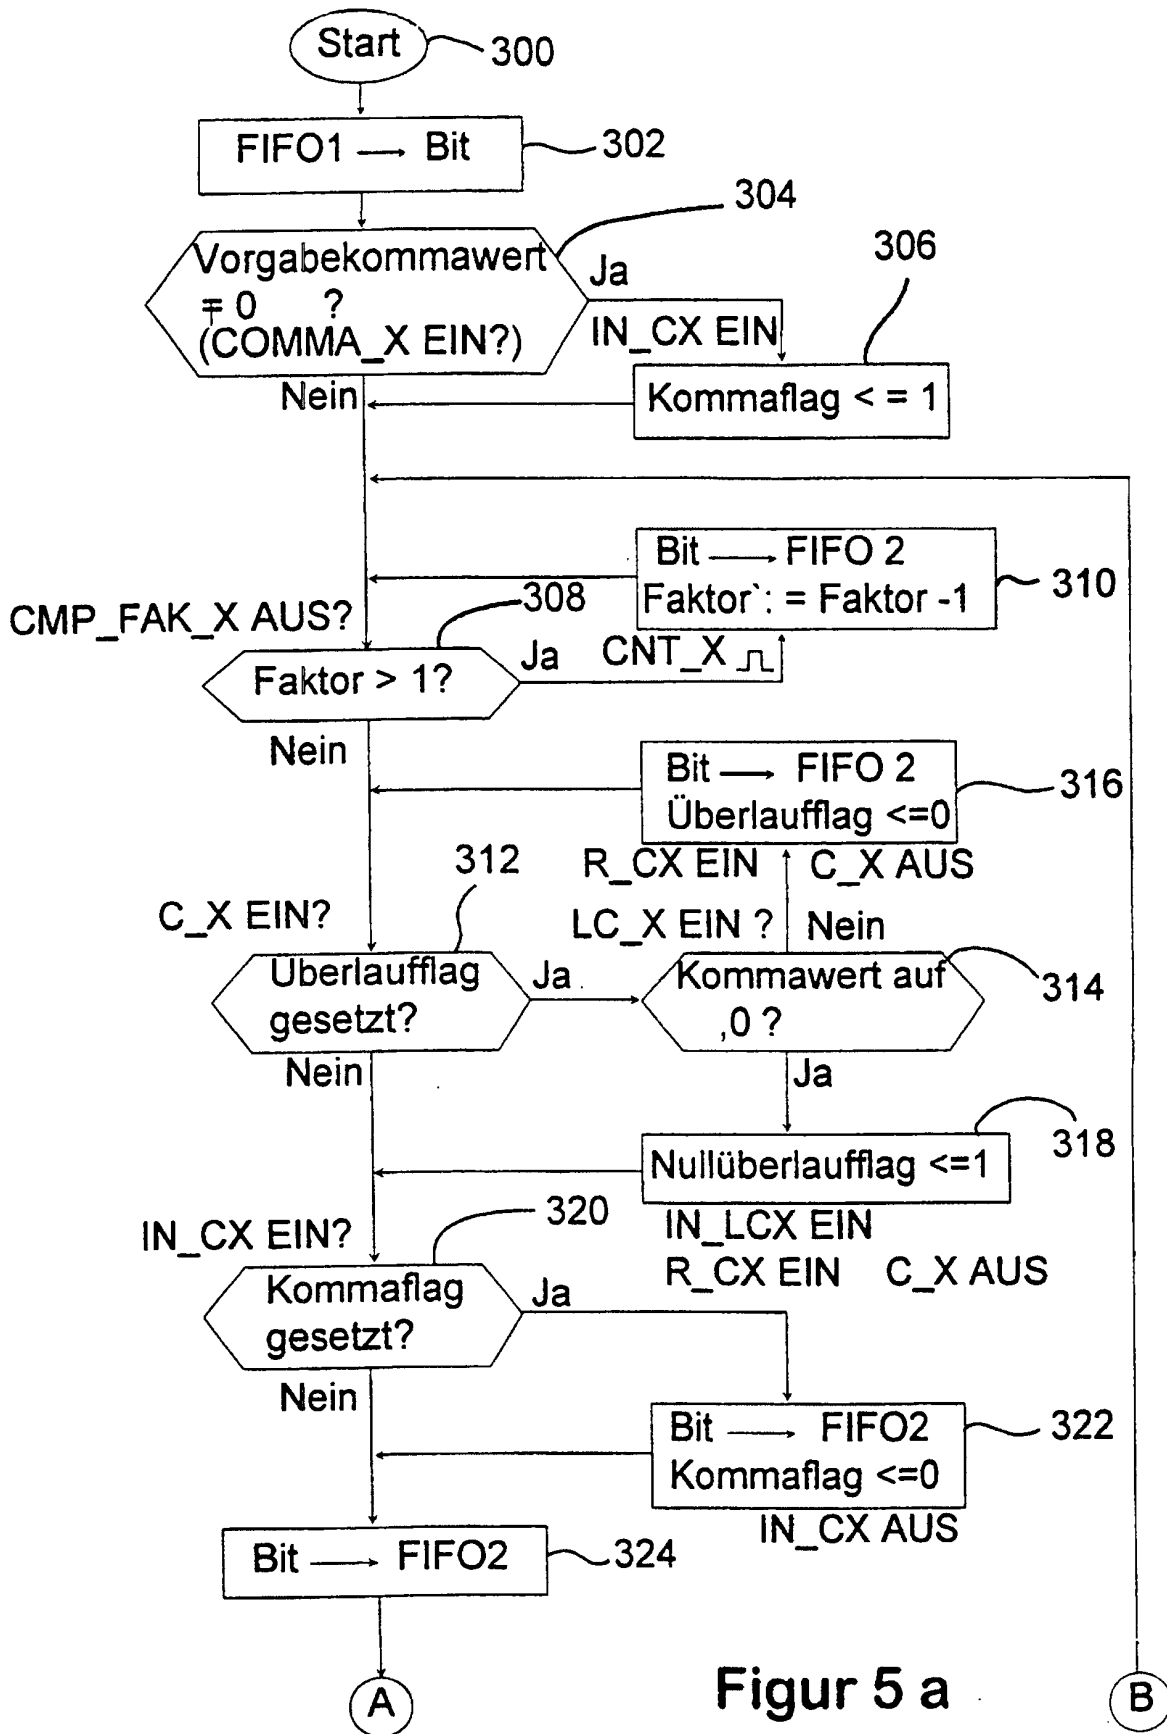 Start
300
FIFO1 → Bit
302
304
Vorgabekommawert
≠ 0 ?
(COMMA_X EIN?)
Ja
IN_CX EIN
306
Kommaflag < = 1
Nein
Bit → FIFO 2
Faktor`: = Faktor -1
310
308
CMP_FAK_X AUS?
Faktor > 1?
Ja
CNT_X
Nein
Bit → FIFO 2
Überlaufflag <=0
316
R_CX EIN C_X AUS
312
C_X EIN?
LC_X EIN ? Nein
Überlaufflag
gesetzt?
Ja
Kommawert auf
,0 ?
314
Nein
Ja
318
Nullüberlaufflag <=1
320
IN_LCX EIN
R_CX EIN C_X AUS
IN_CX EIN?
Kommaflag
gesetzt?
Ja
Nein
Bit → FIFO2
Kommaflag <=0
322
IN_CX AUS
Bit → FIFO2
324
A
Figur 5 a
B